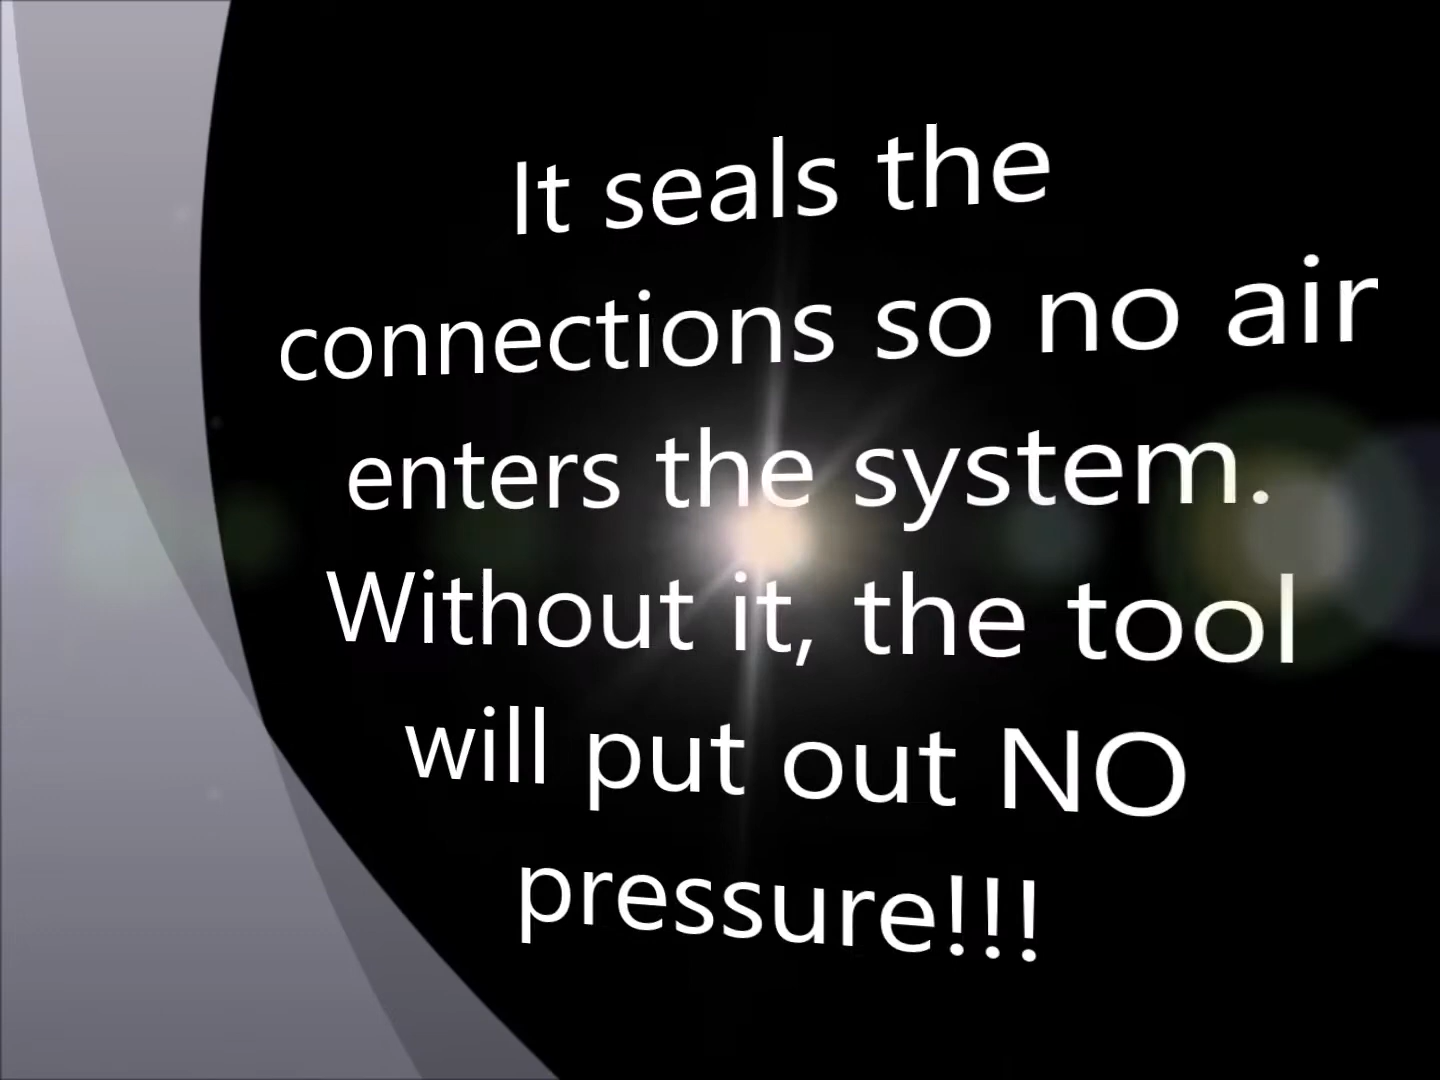 It seals the
connections so no air
enters the system.
Without it, the tool
will put out NO
pressure!!!